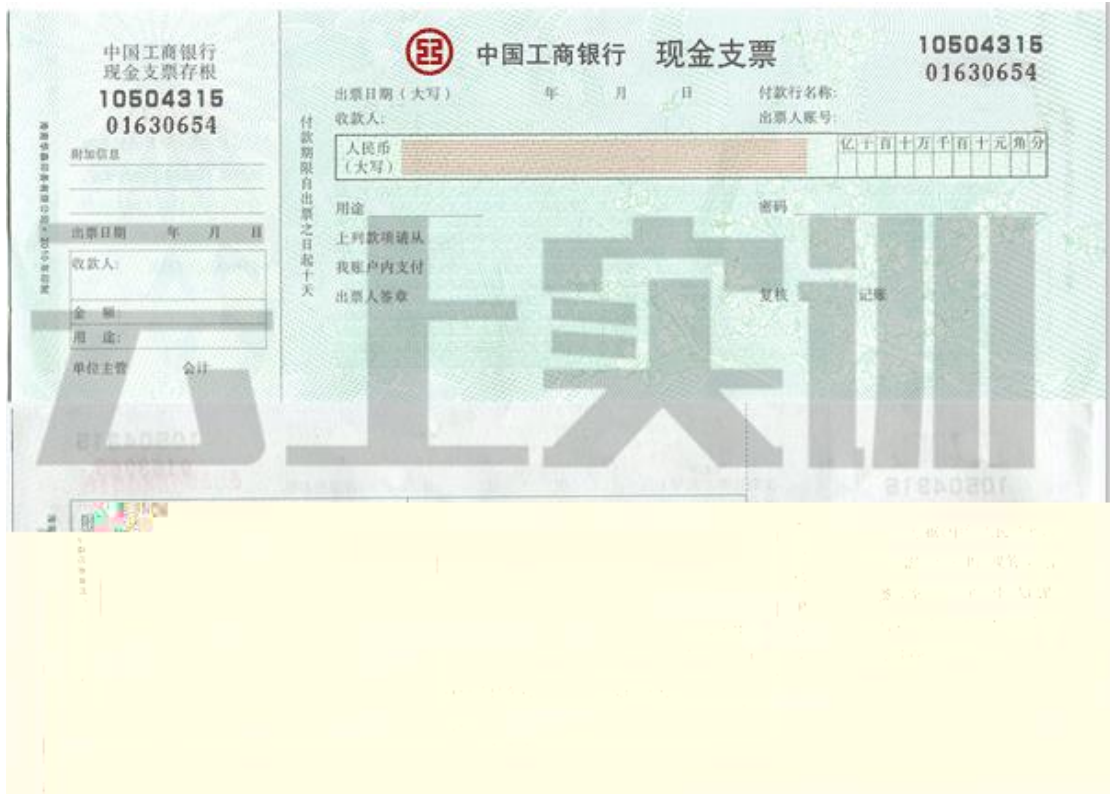 中国工商银行
现金支票存根
10504315
01630654
附加信息
出票日期 年 月 日
收款人:
金 额
用 途:
单位主管 会计
付款期限自出票之日起十天
中国工商银行 现金支票
10504315
01630654
出票日期(大写) 年 月 日 付款行名称:
收款人: 出票人账号:
人民币
(大写)
亿千百十万千百十元角分
用途 密码
上列款项请从
我账户内支付
出票人签章 复核 记账
云上实训
附